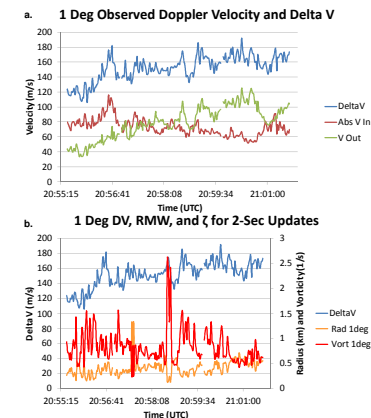 a. 1 Deg Observed Doppler Velocity and Delta V
200
180
160
140
120
100
80
60
40
20
0
Velocity (m/s)
20:55:15 20:56:41 20:58:08 20:59:34 21:01:00
Time (UTC)
DeltaV
Abs V In
V Out
b. 1 Deg DV, RMW, and ζ for 2-Sec Updates
200
180
160
140
120
100
80
60
40
20
0
Delta V (m/s)
3
2.5
2
1.5
1
0.5
0
Radius (km) and Vorticity(1/s)
20:55:15 20:56:41 20:58:08 20:59:34 21:01:00
Time (UTC)
DeltaV
Rad 1deg
Vort 1deg